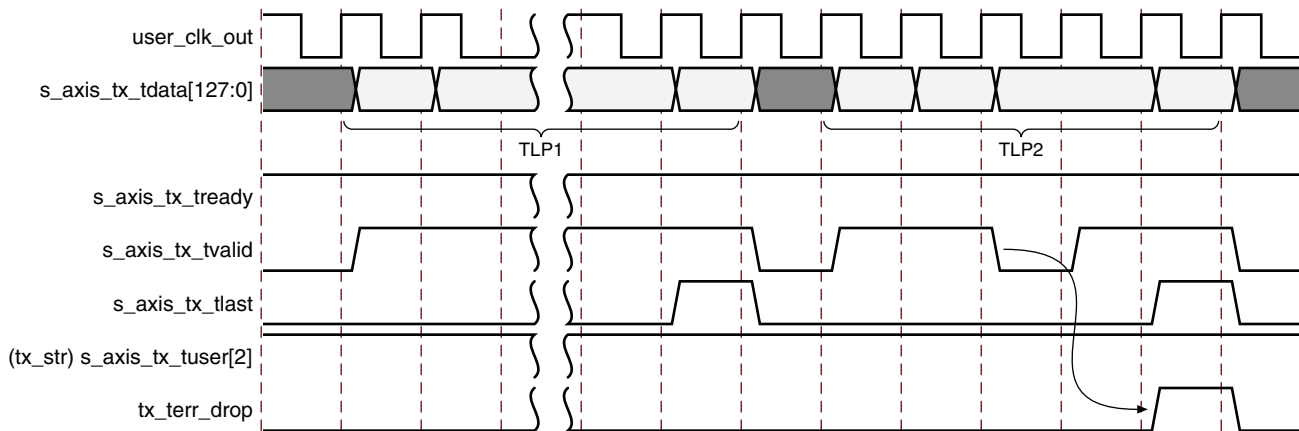 user_clk_out
s_axis_tx_tdata[127:0]
TLP1
TLP2
s_axis_tx_tready
s_axis_tx_tvalid
s_axis_tx_tlast
(tx_str) s_axis_tx_tuser[2]
tx_terr_drop